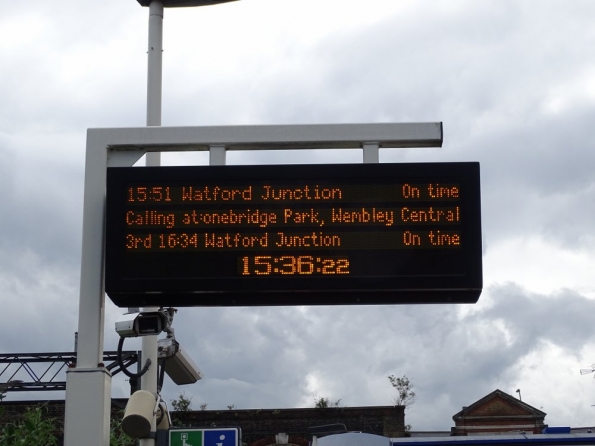 15:51 Watford Junction On time
Calling at:onebridge Park, Wembley Central
3rd 16:34 Watford Junction On time
15:36:22